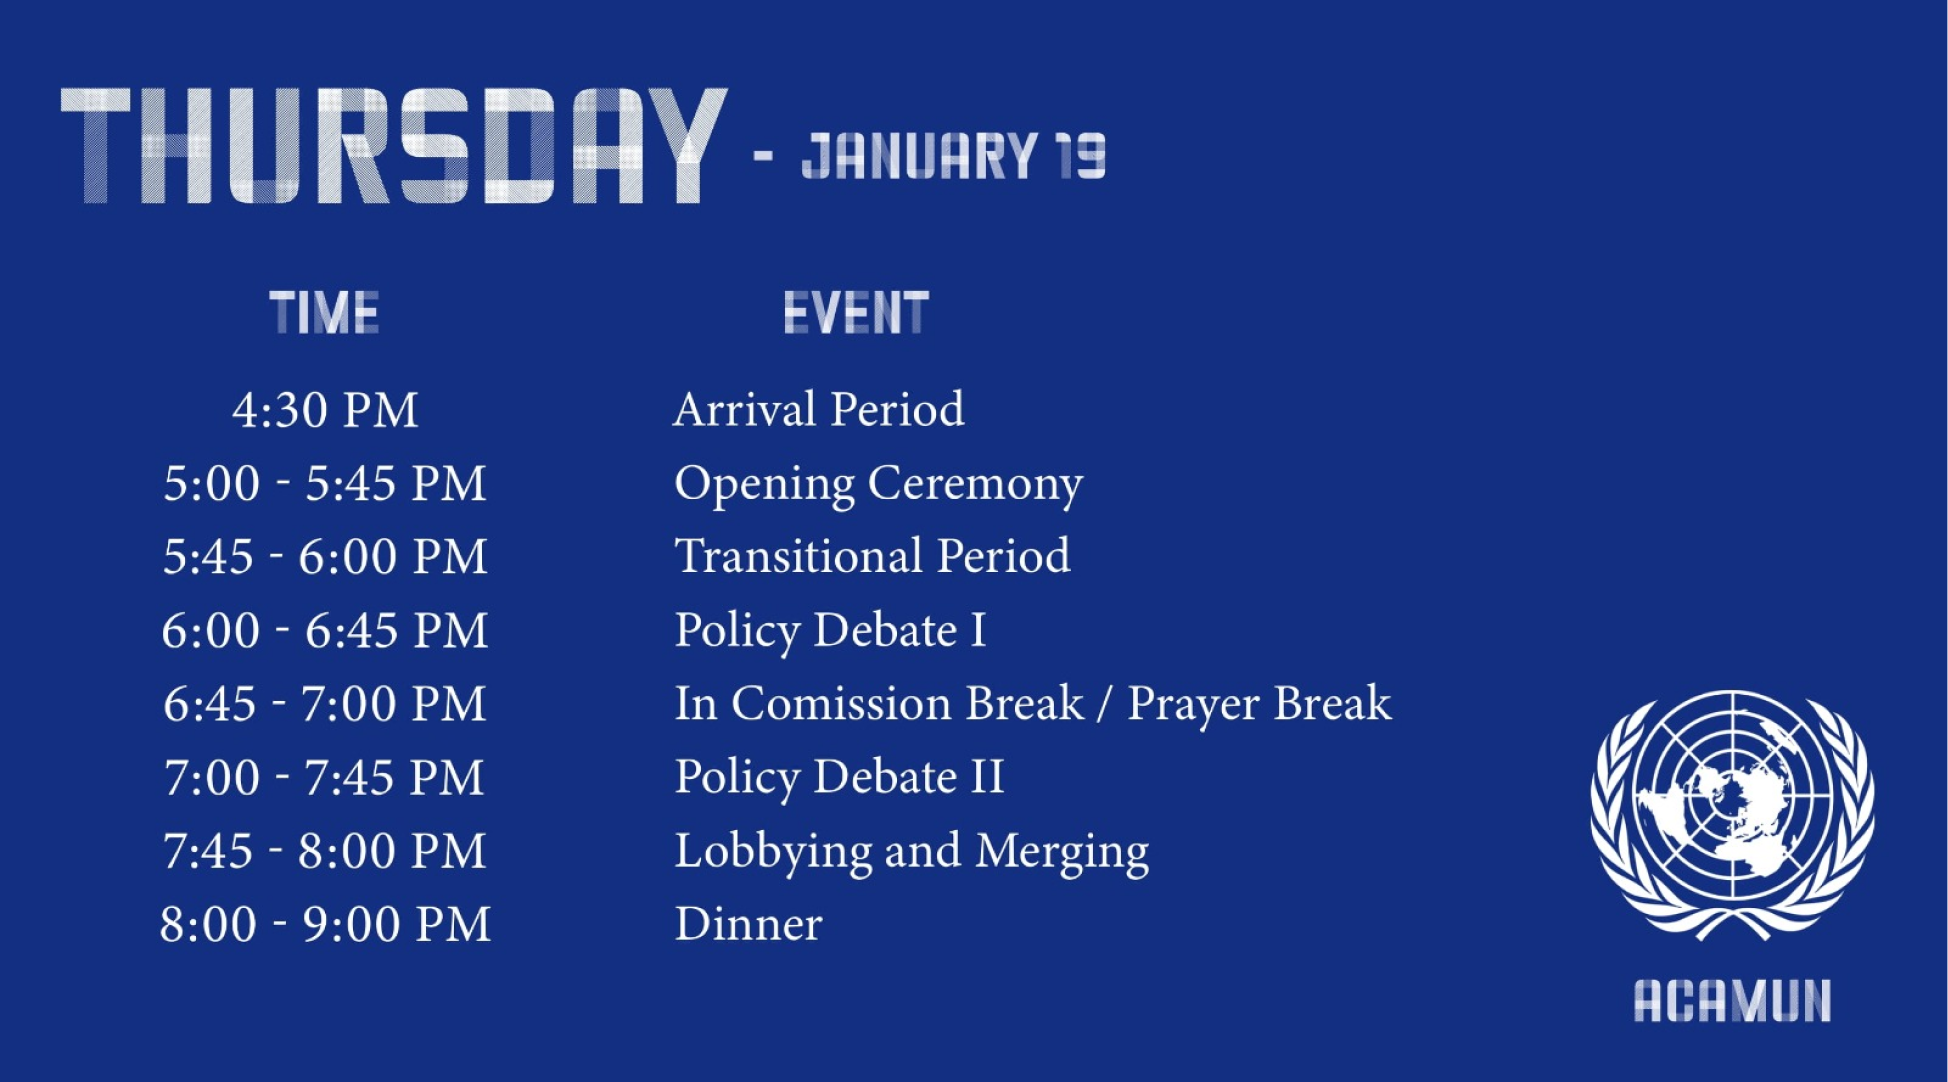 THURSDAY - JANUARY 19
TIME EVENT
4:30 PM Arrival Period
5:00 - 5:45 PM Opening Ceremony
5:45 - 6:00 PM Transitional Period
6:00 - 6:45 PM Policy Debate I
6:45 - 7:00 PM In Comission Break / Prayer Break
7:00 - 7:45 PM Policy Debate II
7:45 - 8:00 PM Lobbying and Merging
8:00 - 9:00 PM Dinner
ACAMUN